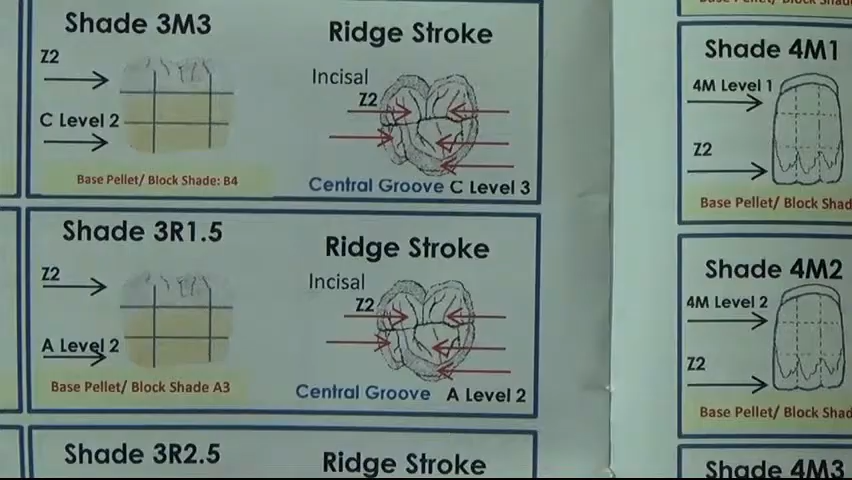 Shade 3M3
Ridge Stroke
Z2
Incisal
Z2
C Level 2
Base Pellet/ Block Shade: B4
Central Groove C Level 3
Shade 3R1.5
Ridge Stroke
Z2
Incisal
Z2
A Level 2
Base Pellet/ Block Shade A3
Central Groove A Level 2
Shade 3R2.5
Ridge Stroke
Shade 4M1
4M Level 1
Z2
Base Pellet/ Block Shad
Shade 4M2
4M Level 2
Z2
Base Pellet/ Block Shad
Shade 4M3